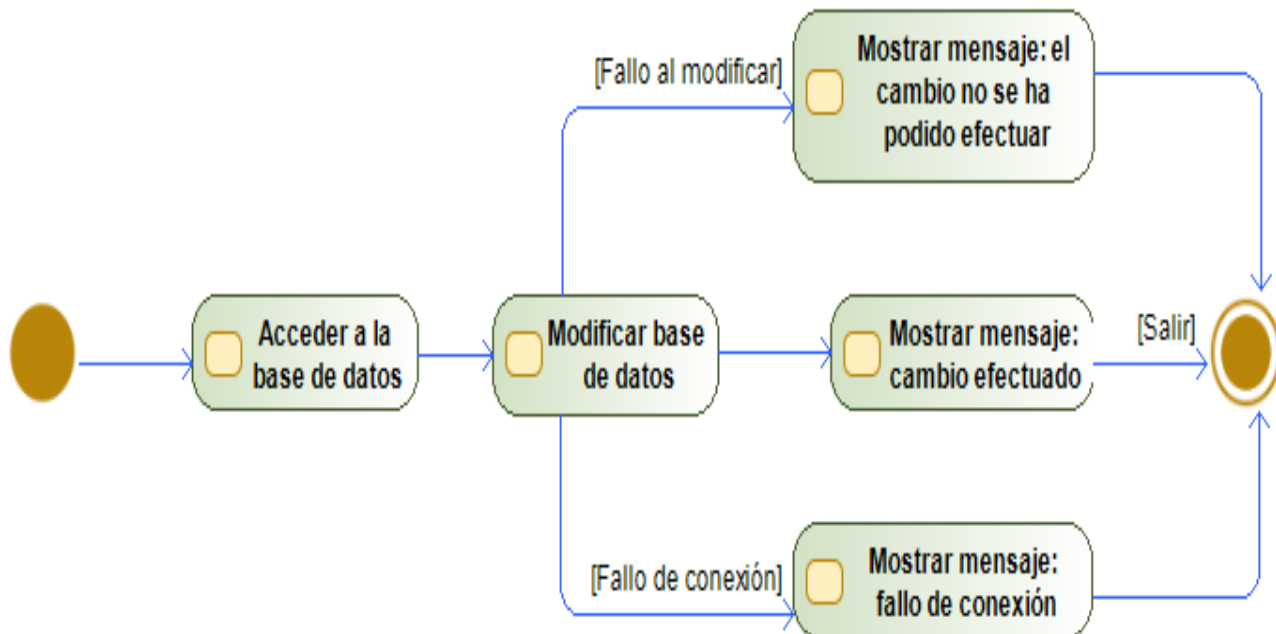 [Fallo al modificar]
Mostrar mensaje: el
cambio no se ha
podido efectuar
Acceder a la
base de datos
Modificar base
de datos
Mostrar mensaje:
cambio efectuado
[Salir]
[Fallo de conexión]
Mostrar mensaje:
fallo de conexión